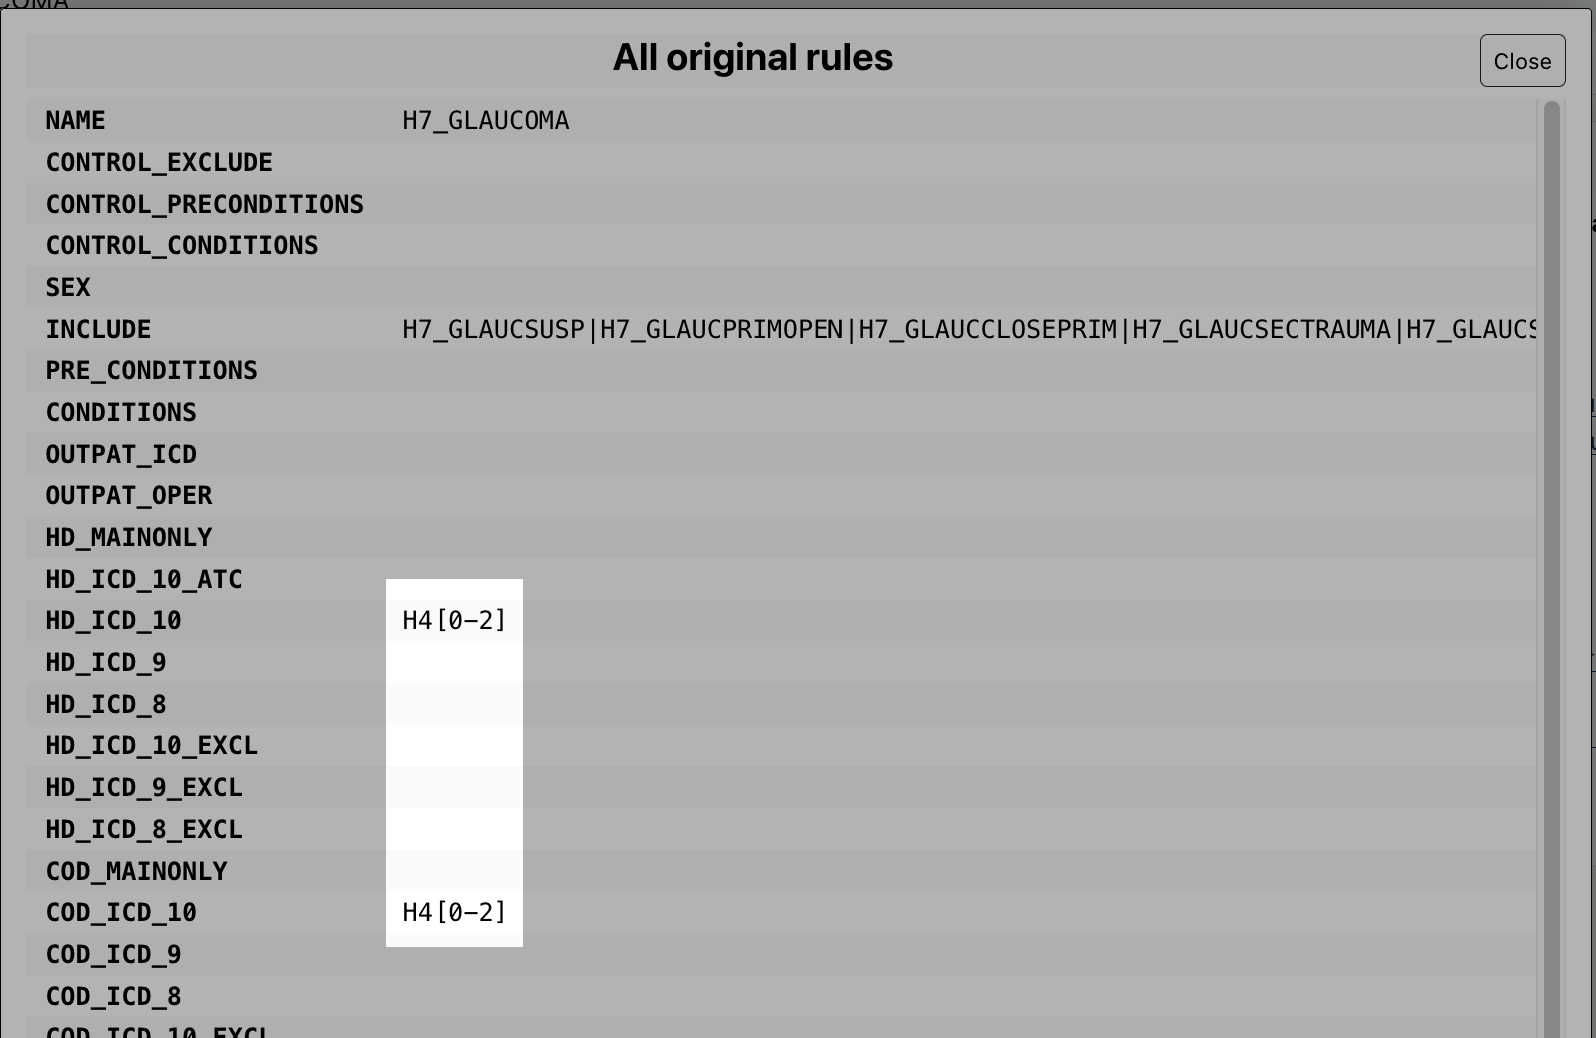 COMA
All original rules
Close
NAME H7_GLAUCOMA
CONTROL_EXCLUDE
CONTROL_PRECONDITIONS
CONTROL_CONDITIONS
SEX
INCLUDE H7_GLAUCSUSP|H7_GLAUCPRIMOPEN|H7_GLAUCCLOSEPRIM|H7_GLAUCSECTRAUMA|H7_GLAUCS
PRE_CONDITIONS
CONDITIONS
OUTPAT_ICD
OUTPAT_OPER
HD_MAINONLY
HD_ICD_10_ATC
HD_ICD_10 H4[0–2]
HD_ICD_9
HD_ICD_8
HD_ICD_10_EXCL
HD_ICD_9_EXCL
HD_ICD_8_EXCL
COD_MAINONLY
COD_ICD_10 H4[0–2]
COD_ICD_9
COD_ICD_8
COD_ICD_10_EXCL